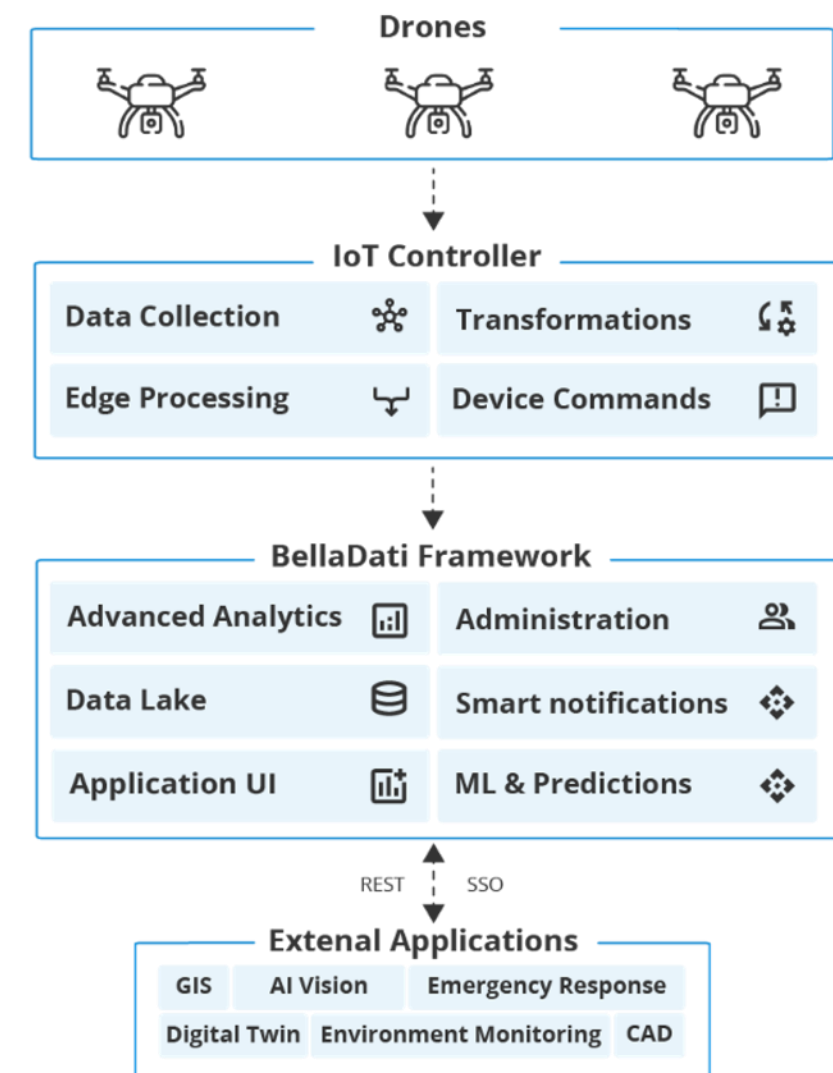 Drones
IoT Controller
Data Collection
Transformations
Edge Processing
Device Commands
BellaDati Framework
Advanced Analytics
Administration
Data Lake
Smart notifications
Application UI
ML & Predictions
REST
SSO
Extenal Applications
GIS
AI Vision
Emergency Response
Digital Twin
Environment Monitoring
CAD